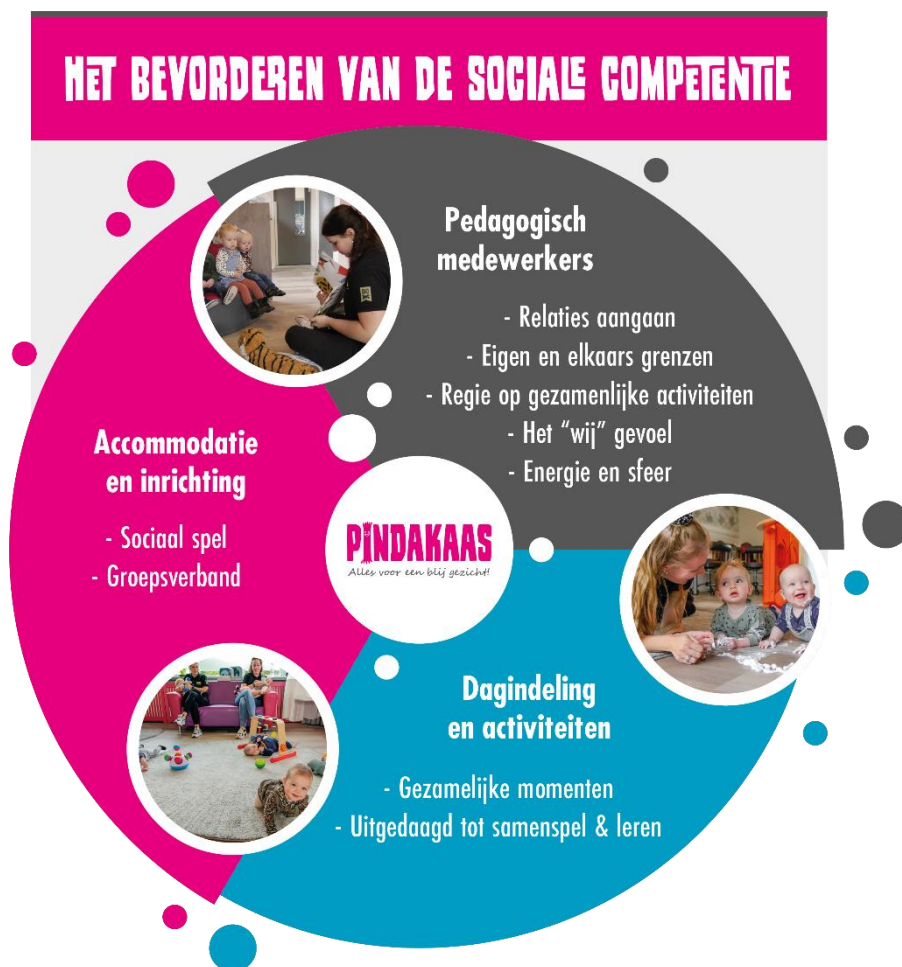 HET BEVORDEREN VAN DE SOCIALE COMPETENTIE
Pedagogisch
medewerkers
- Relaties aangaan
- Eigen en elkaars grenzen
- Regie op gezamenlijke activiteiten
- Het “wij” gevoel
- Energie en sfeer
Accommodatie
en inrichting
- Sociaal spel
- Groepsverband
PINDAKAAS
Alles voor een blij gezicht!
Dagindeling
en activiteiten
- Gezamelijke momenten
- Uitgedaagd tot samenspel & leren